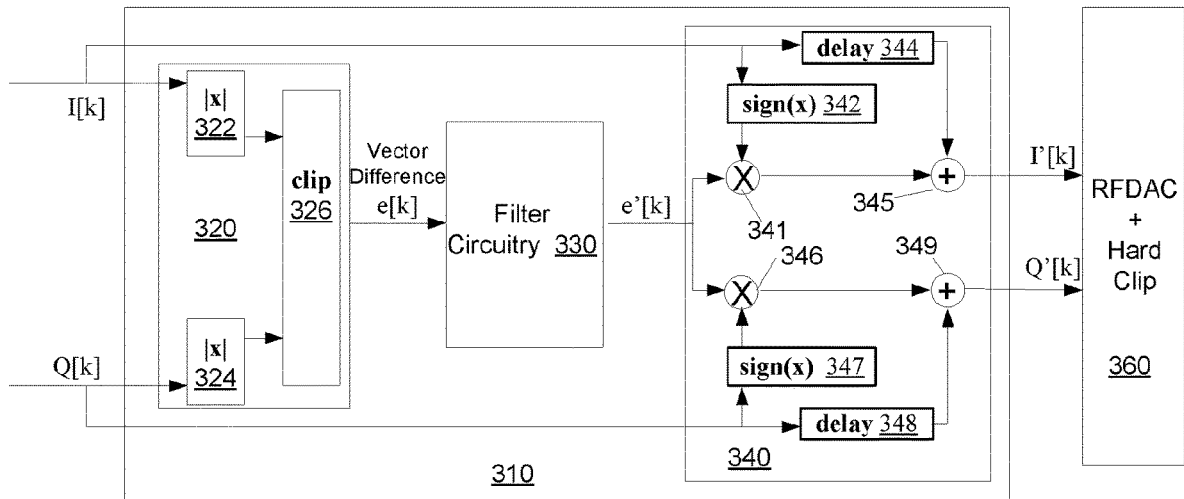 I[k]
|x|
322
320
clip
326
|x|
324
Q[k]
Vector
Difference
e[k]
Filter
Circuitry 330
e'[k]
delay 344
sign(x) 342
X
341
345
+
346
349
X
+
sign(x) 347
delay 348
340
310
I'[k]
Q'[k]
RFDAC
+
Hard
Clip
360